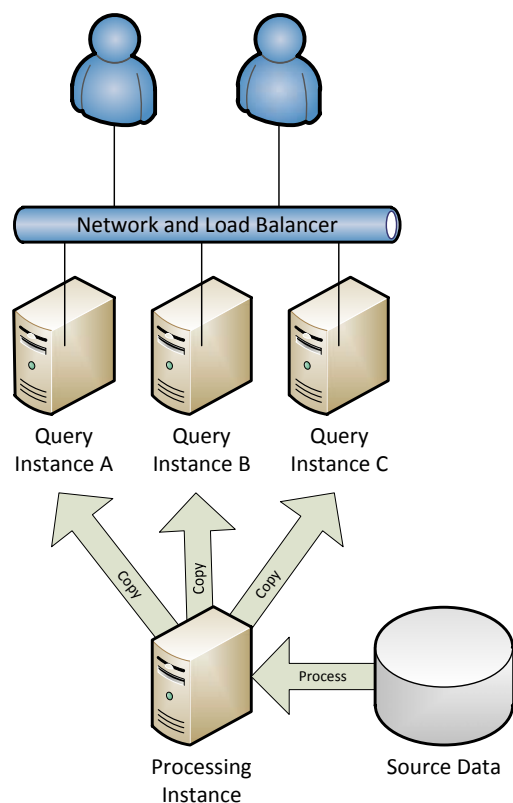 Network and Load Balancer
Query
Instance A
Query
Instance B
Query
Instance C
Copy
Copy
Copy
Process
Processing
Instance
Source Data